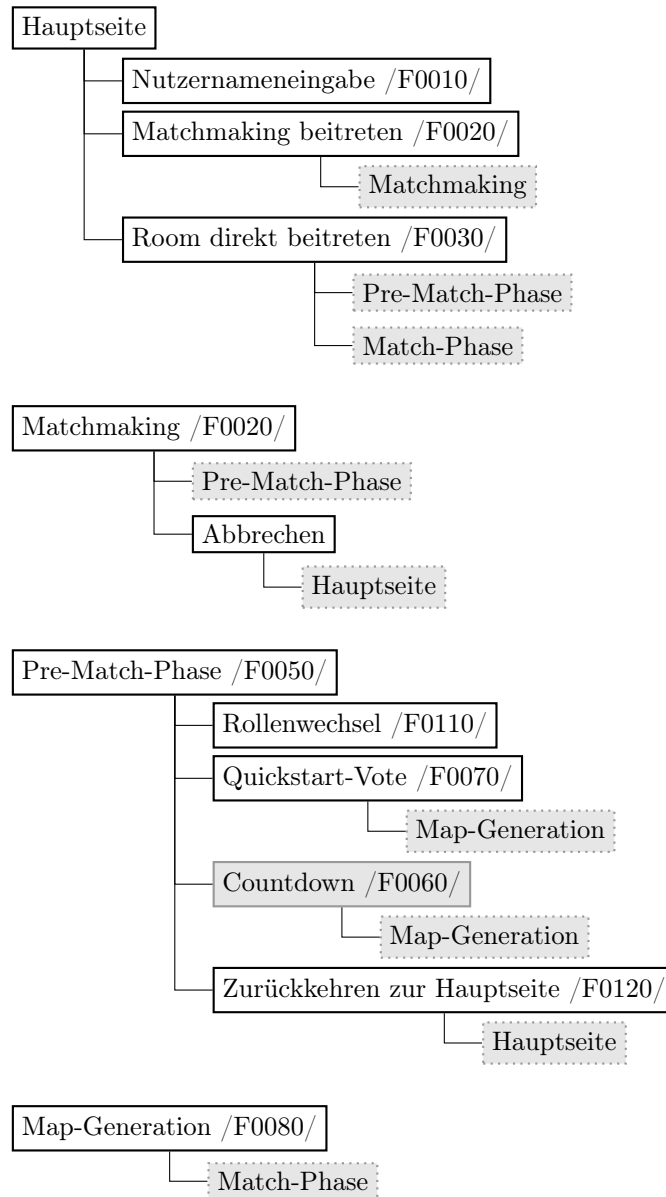 Hauptseite
Nutzernameneingabe /F0010/
Matchmaking beitreten /F0020/
Matchmaking
Room direkt beitreten /F0030/
Pre-Match-Phase
Match-Phase
Matchmaking /F0020/
Pre-Match-Phase
Abbrechen
Hauptseite
Pre-Match-Phase /F0050/
Rollenwechsel /F0110/
Quickstart-Vote /F0070/
Map-Generation
Countdown /F0060/
Map-Generation
Zurückkehren zur Hauptseite /F0120/
Hauptseite
Map-Generation /F0080/
Match-Phase